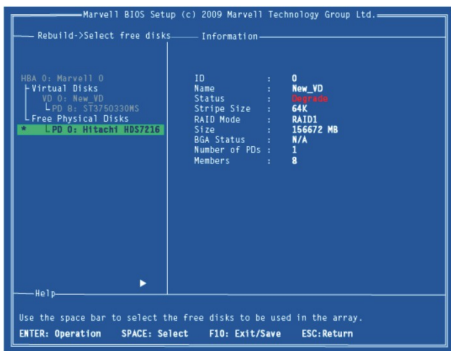 Marvell BIOS Setup (c) 2009 Marvell Technology Group Ltd.
Rebuild->Select free disks
Information
HBA 0: Marvell 0
Virtual Disks
VD 0: New_VD
PD 8: ST3750330NS
Free Physical Disks
* PD 0: Hitachi HDS7216
ID : 0
Name : New_VD
Status : Degrade
Stripe Size : 64K
RAID Mode : RAID1
Size : 156672 MB
BGA Status : N/A
Number of PDs : 1
Members : 8
Help
Use the space bar to select the free disks to be used in the array.
ENTER: Operation SPACE: Select F10: Exit/Save ESC:Return